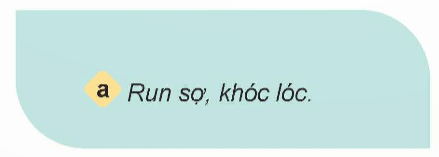 a Run sợ, khóc lóc.